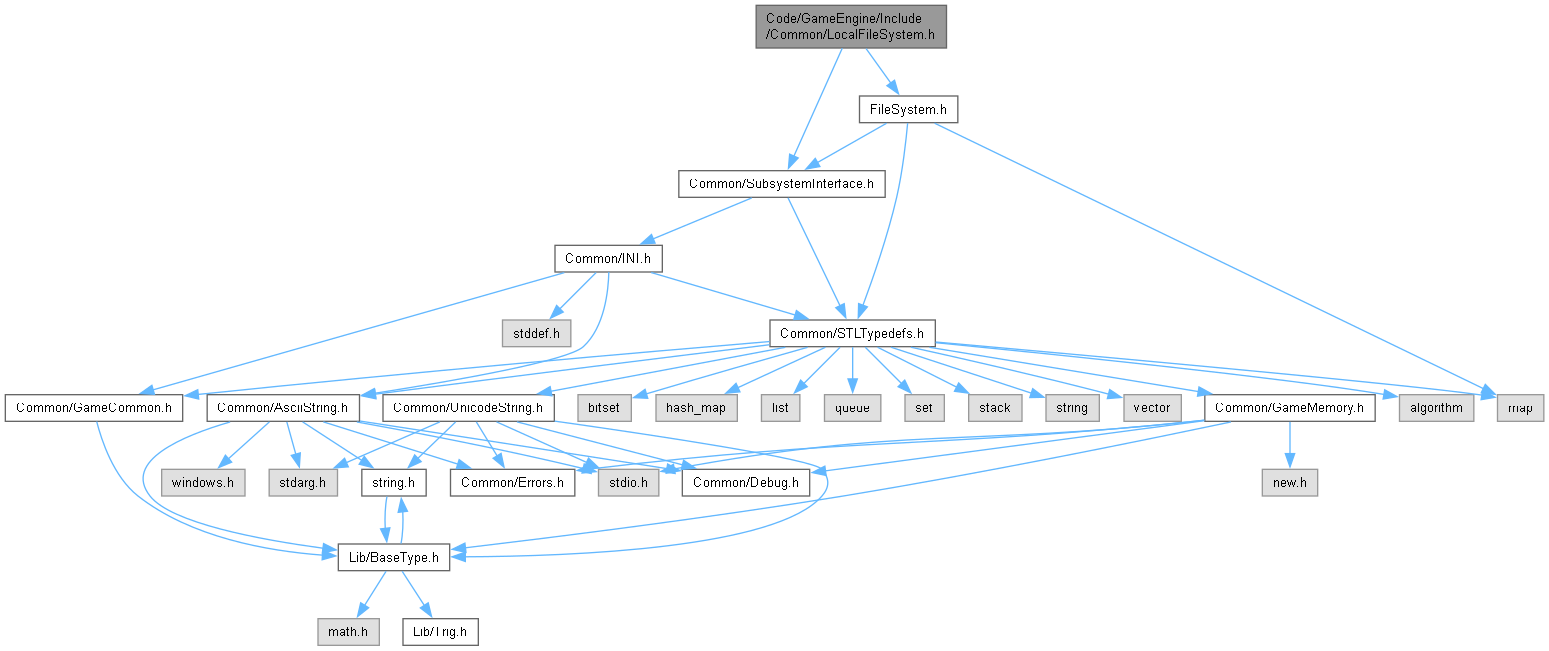 Code/GameEngine/Include
/Common/LocalFileSystem.h
FileSystem.h
Common/SubsystemInterface.h
Common/INI.h
stddef.h
Common/STLTypedefs.h
Common/GameCommon.h
Common/AsciiString.h
Common/UnicodeString.h
bitset
hash_map
list
queue
set
stack
string
vector
Common/GameMemory.h
algorithm
map
windows.h
stdarg.h
string.h
Common/Errors.h
stdio.h
Common/Debug.h
new.h
Lib/BaseType.h
math.h
Lib/Trig.h